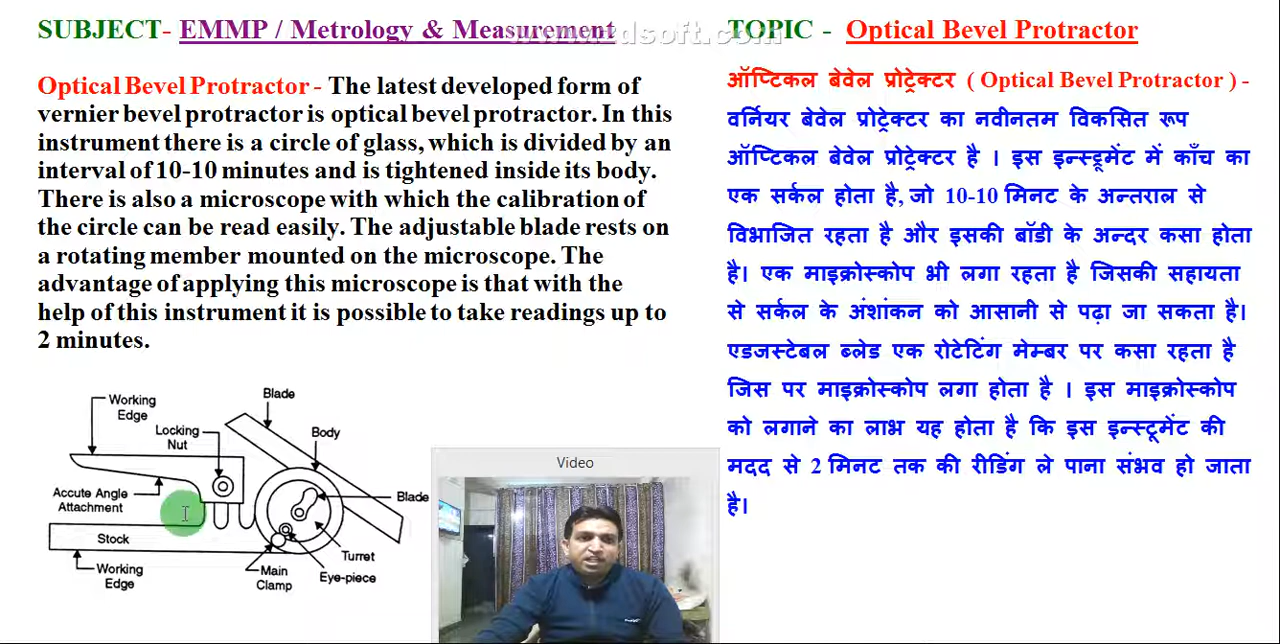 SUBJECT- EMMP / Metrology & Measurement
TOPIC - Optical Bevel Protractor
Optical Bevel Protractor - The latest developed form of
vernier bevel protractor is optical bevel protractor. In this
instrument there is a circle of glass, which is divided by an
interval of 10-10 minutes and is tightened inside its body.
There is also a microscope with which the calibration of
the circle can be read easily. The adjustable blade rests on
a rotating member mounted on the microscope. The
advantage of applying this microscope is that with the
help of this instrument it is possible to take readings up to
2 minutes.
ऑप्टिकल बेवेल प्रोट्रेक्टर ( Optical Bevel Protractor ) -
वर्नियर बेवेल प्रोट्रेक्टर का नवीनतम विकसित रूप
ऑप्टिकल बेवेल प्रोट्रेक्टर है । इस इन्स्ट्रूमेंट में काँच का
एक सर्कल होता है, जो 10-10 मिनट के अन्तराल से
विभाजित रहता है और इसकी बॉडी के अन्दर कसा होता
है। एक माइक्रोस्कोप भी लगा रहता है जिसकी सहायता
से सर्कल के अंशांकन को आसानी से पढ़ा जा सकता है।
एडजस्टेबल ब्लेड एक रोटेटिंग मेम्बर पर कसा रहता है
जिस पर माइक्रोस्कोप लगा होता है । इस माइक्रोस्कोप
को लगाने का लाभ यह होता है कि इस इन्स्टूमेंट की
मदद से 2 मिनट तक की रीडिंग ले पाना संभव हो जाता
है।
Working
Edge
Locking
Nut
Blade
Body
Accute Angle
Attachment
Blade
Stock
Turret
Working
Edge
Main
Clamp
Eye-piece
Video